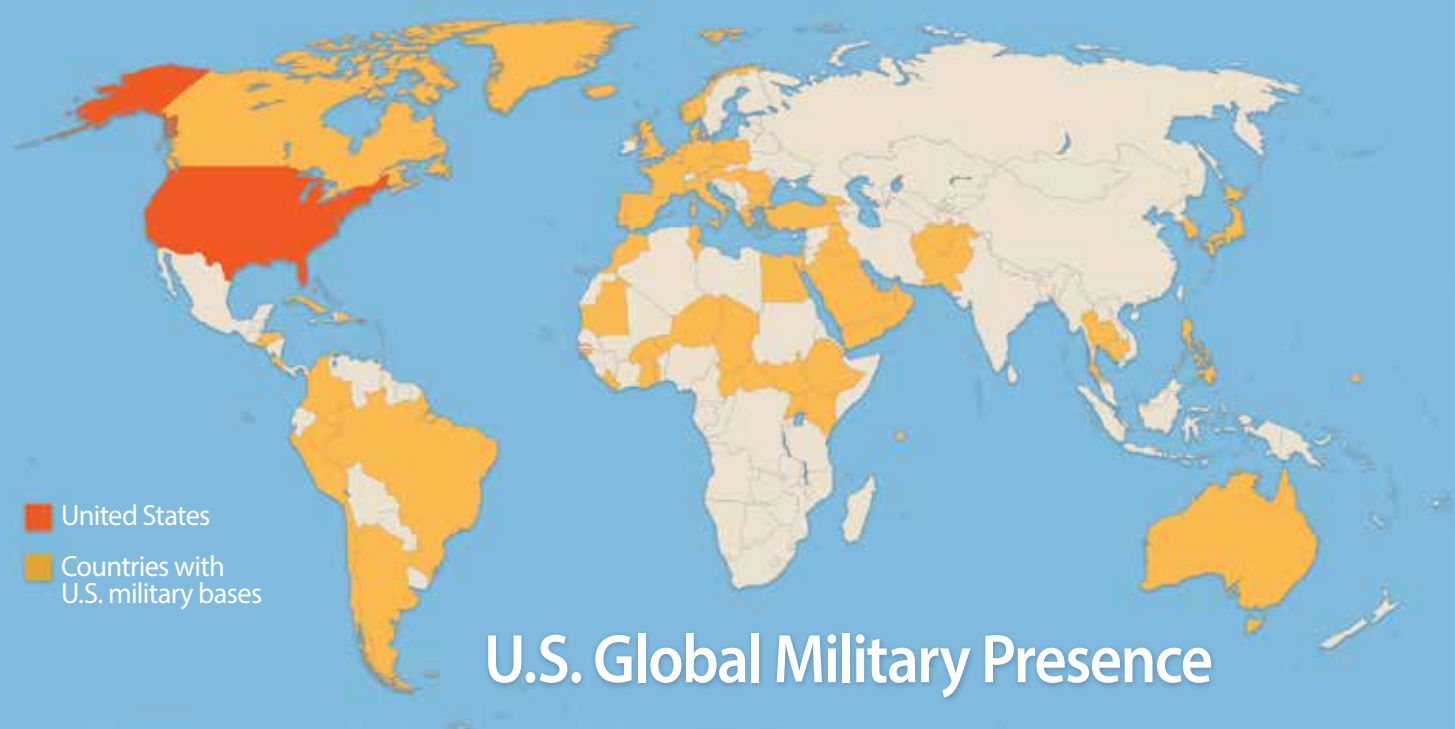 United States
Countries with
U.S. military bases
U.S. Global Military Presence